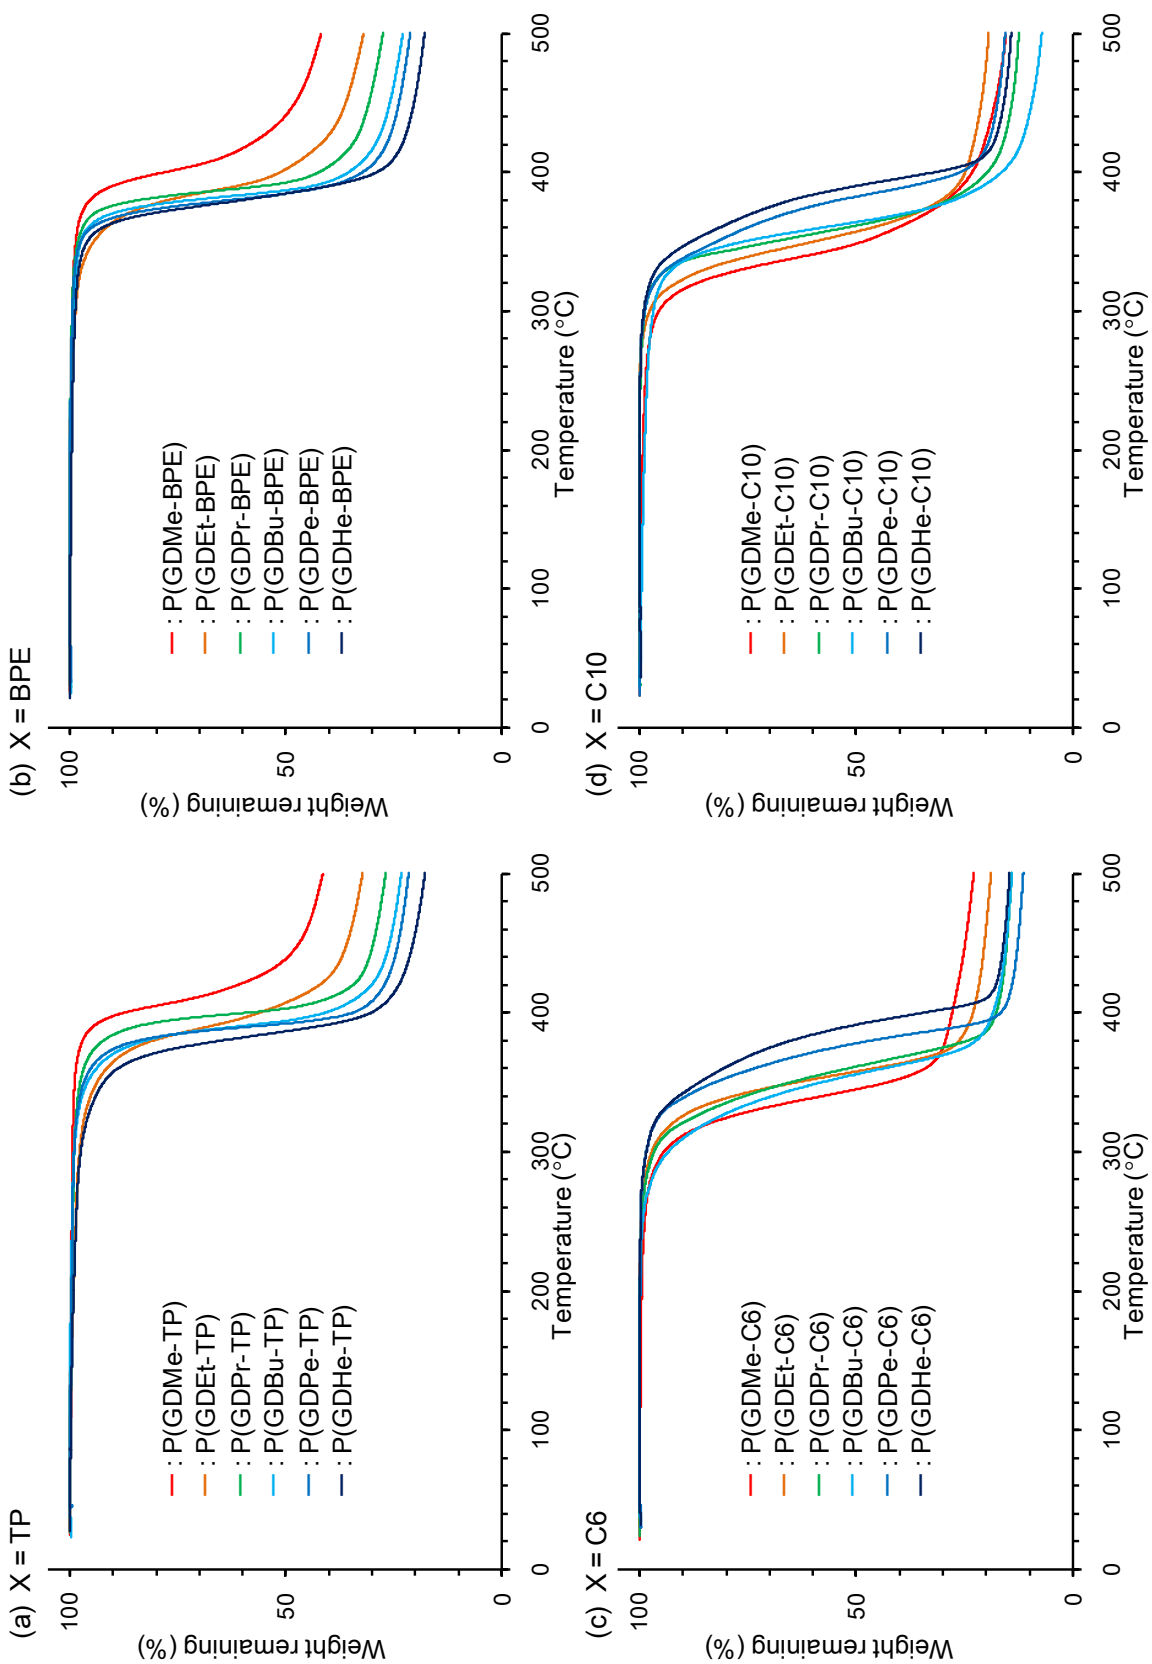 (a) X = TP
100
50
0
Weight remaining (%)
0
100
200
300
400
500
Temperature (°C)
: P(GDMe-TP)
: P(GDEt-TP)
: P(GDPr-TP)
: P(GDBu-TP)
: P(GDPe-TP)
: P(GDHe-TP)
(b) X = BPE
100
50
0
Weight remaining (%)
0
100
200
300
400
500
Temperature (°C)
: P(GDMe-BPE)
: P(GDEt-BPE)
: P(GDPr-BPE)
: P(GDBu-BPE)
: P(GDPe-BPE)
: P(GDHe-BPE)
(c) X = C6
100
50
0
Weight remaining (%)
0
100
200
300
400
500
Temperature (°C)
: P(GDMe-C6)
: P(GDEt-C6)
: P(GDPr-C6)
: P(GDBu-C6)
: P(GDPe-C6)
: P(GDHe-C6)
(d) X = C10
100
50
0
Weight remaining (%)
0
100
200
300
400
500
Temperature (°C)
: P(GDMe-C10)
: P(GDEt-C10)
: P(GDPr-C10)
: P(GDBu-C10)
: P(GDPe-C10)
: P(GDHe-C10)